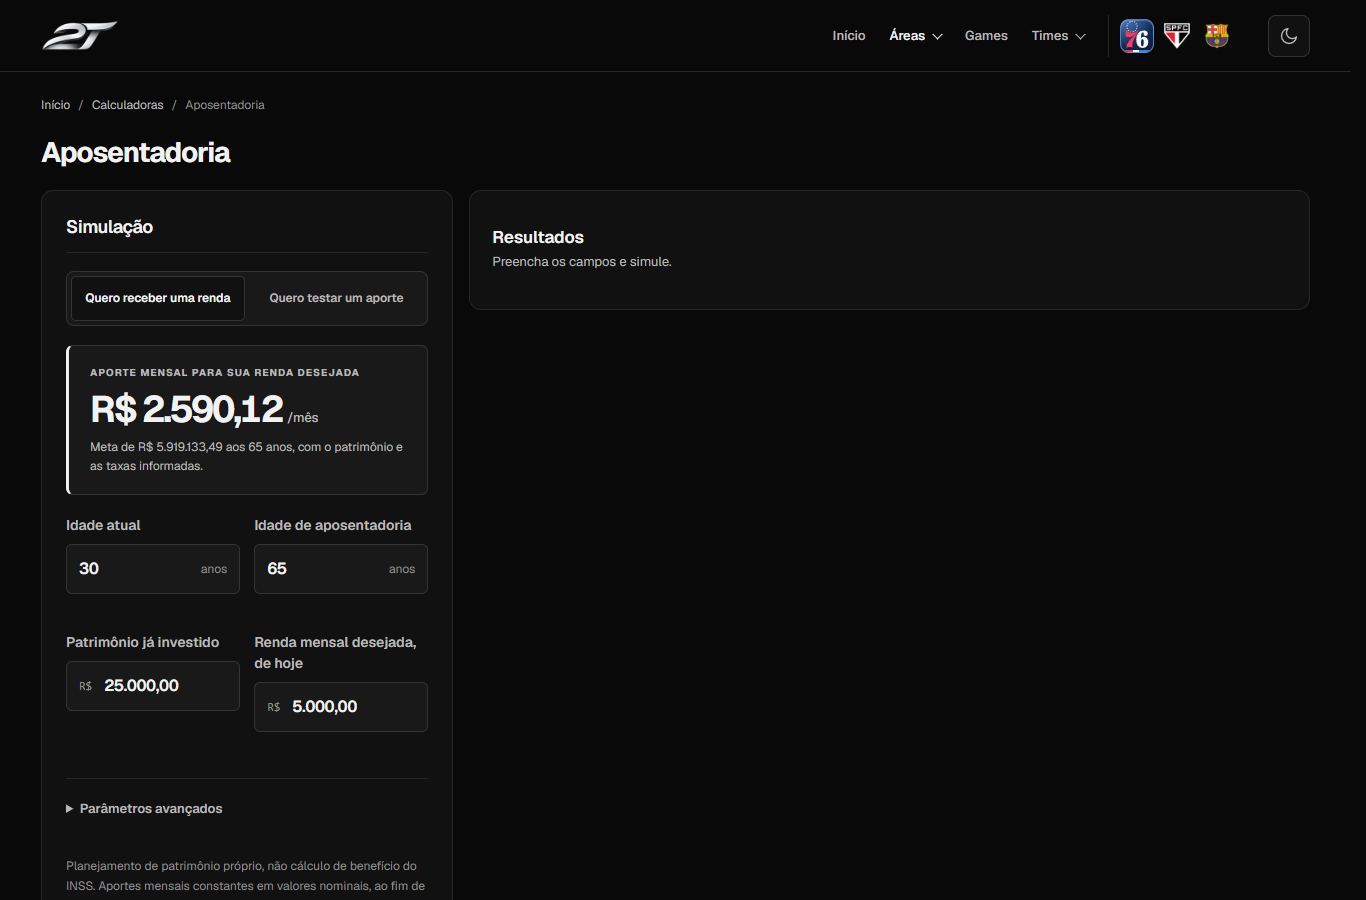 2T
Início
Áreas
Games
Times
76
SPFC
Início / Calculadoras / Aposentadoria
Aposentadoria
Simulação
Quero receber uma renda
Quero testar um aporte
APORTE MENSAL PARA SUA RENDA DESEJADA
R$ 2.590,12 /mês
Meta de R$ 5.919.133,49 aos 65 anos, com o patrimônio e
as taxas informadas.
Idade atual
30 anos
Idade de aposentadoria
65 anos
Patrimônio já investido
R$ 25.000,00
Renda mensal desejada,
de hoje
R$ 5.000,00
Parâmetros avançados
Planejamento de patrimônio próprio, não cálculo de benefício do
INSS. Aportes mensais constantes em valores nominais, ao fim de
Resultados
Preencha os campos e simule.